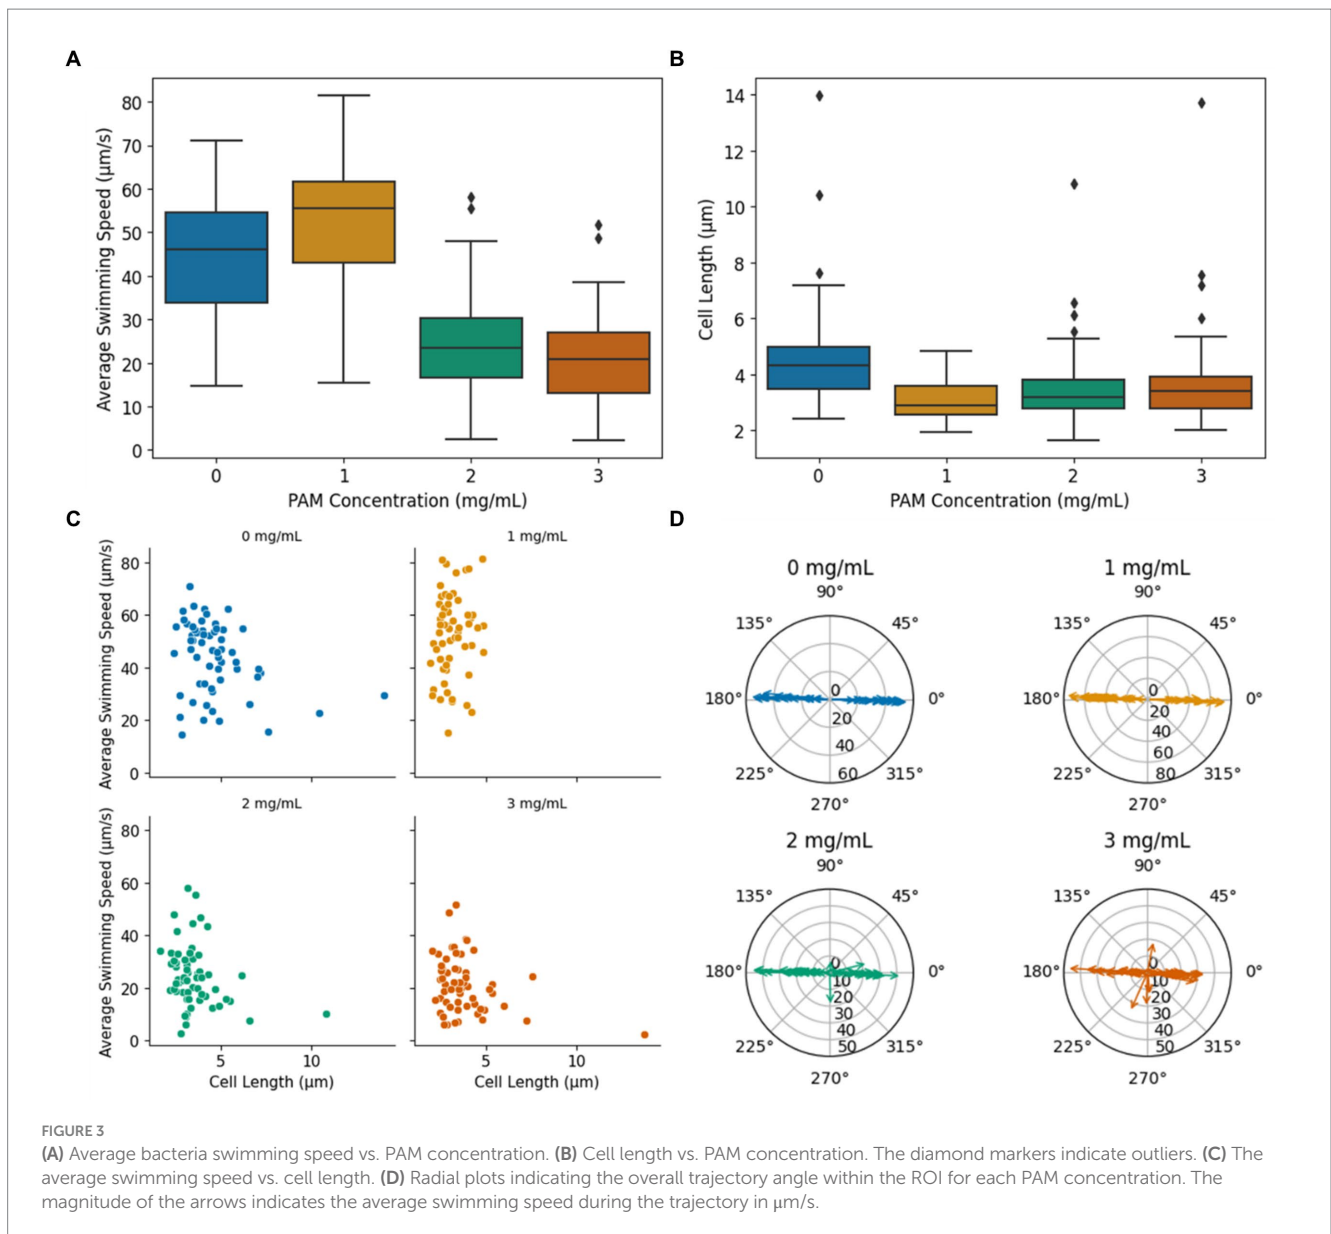 A
B
Average Swimming Speed (μm/s)
80
70
60
50
40
30
20
10
0
0 1 2 3
PAM Concentration (mg/mL)
Cell Length (μm)
14
12
10
8
6
4
2
0 1 2 3
PAM Concentration (mg/mL)
C
0 mg/mL
1 mg/mL
Average Swimming Speed (μm/s)
80
60
40
20
0
2 mg/mL
3 mg/mL
Average Swimming Speed (μm/s)
80
60
40
20
0
5 10
5 10
Cell Length (μm)
Cell Length (μm)
D
0 mg/mL
90°
135° 45°
180° 0°
225° 315°
270°
0
20
40
60
1 mg/mL
90°
135° 45°
180° 0°
225° 315°
270°
0
20
40
60
80
2 mg/mL
90°
135° 45°
180° 0°
225° 315°
270°
0
10
20
30
40
50
3 mg/mL
90°
135° 45°
180° 0°
225° 315°
270°
0
10
20
30
40
50
FIGURE 3
(A) Average bacteria swimming speed vs. PAM concentration. (B) Cell length vs. PAM concentration. The diamond markers indicate outliers. (C) The
average swimming speed vs. cell length. (D) Radial plots indicating the overall trajectory angle within the ROI for each PAM concentration. The
magnitude of the arrows indicates the average swimming speed during the trajectory in μm/s.